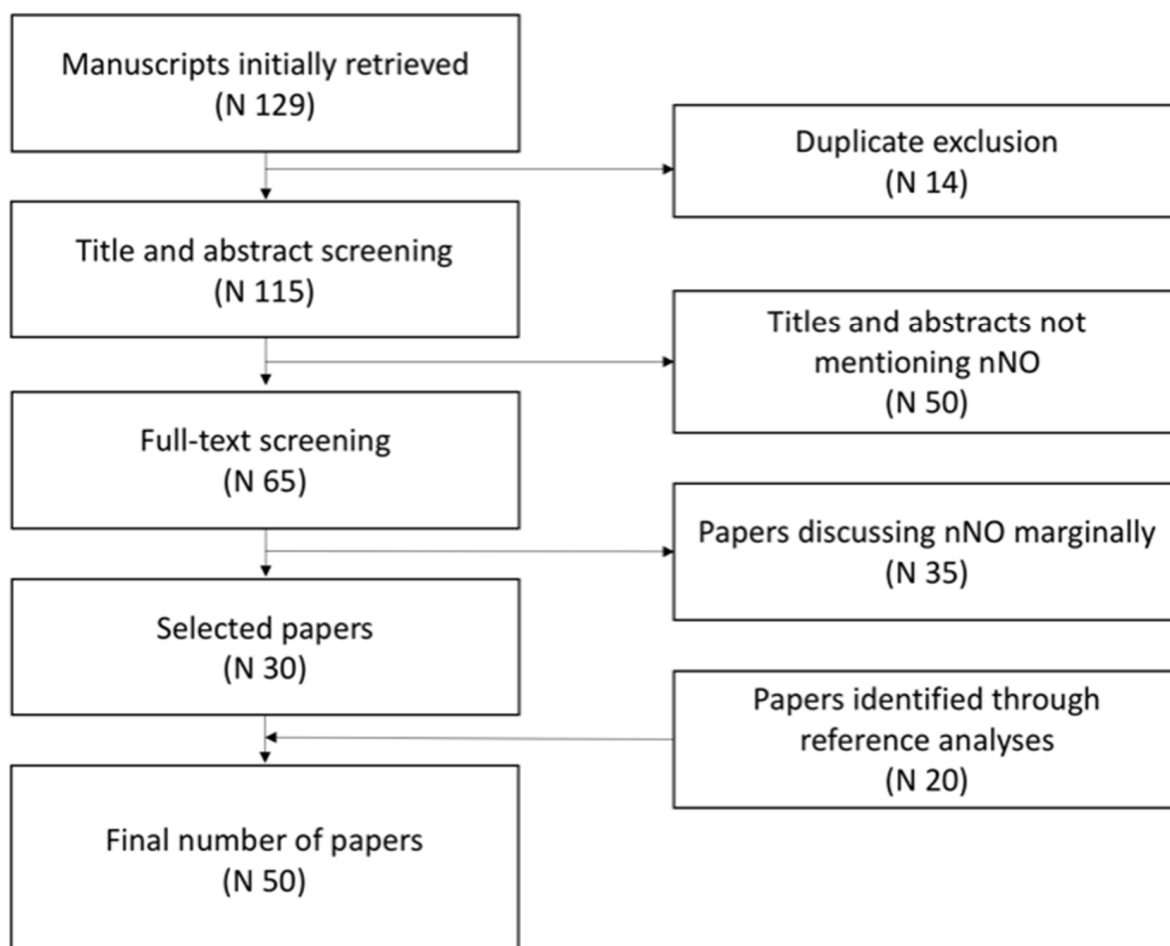 Manuscripts initially retrieved
(N 129)
Duplicate exclusion
(N 14)
Title and abstract screening
(N 115)
Titles and abstracts not
mentioning nNO
(N 50)
Full-text screening
(N 65)
Papers discussing nNO marginally
(N 35)
Selected papers
(N 30)
Papers identified through
reference analyses
(N 20)
Final number of papers
(N 50)